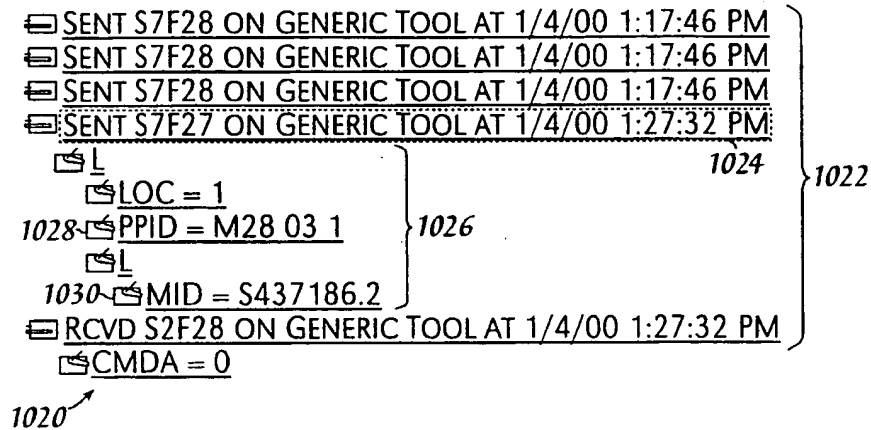 SENT S7F28 ON GENERIC TOOL AT 1/4/00 1:17:46 PM
SENT S7F28 ON GENERIC TOOL AT 1/4/00 1:17:46 PM
SENT S7F28 ON GENERIC TOOL AT 1/4/00 1:17:46 PM
SENT S7F27 ON GENERIC TOOL AT 1/4/00 1:27:32 PM
L 1024 1022
LOC = 1
1028 PPID = M28 03 1 1026
L
1030 MID = S437186.2
RCVD S2F28 ON GENERIC TOOL AT 1/4/00 1:27:32 PM
CMDA = 0
1020